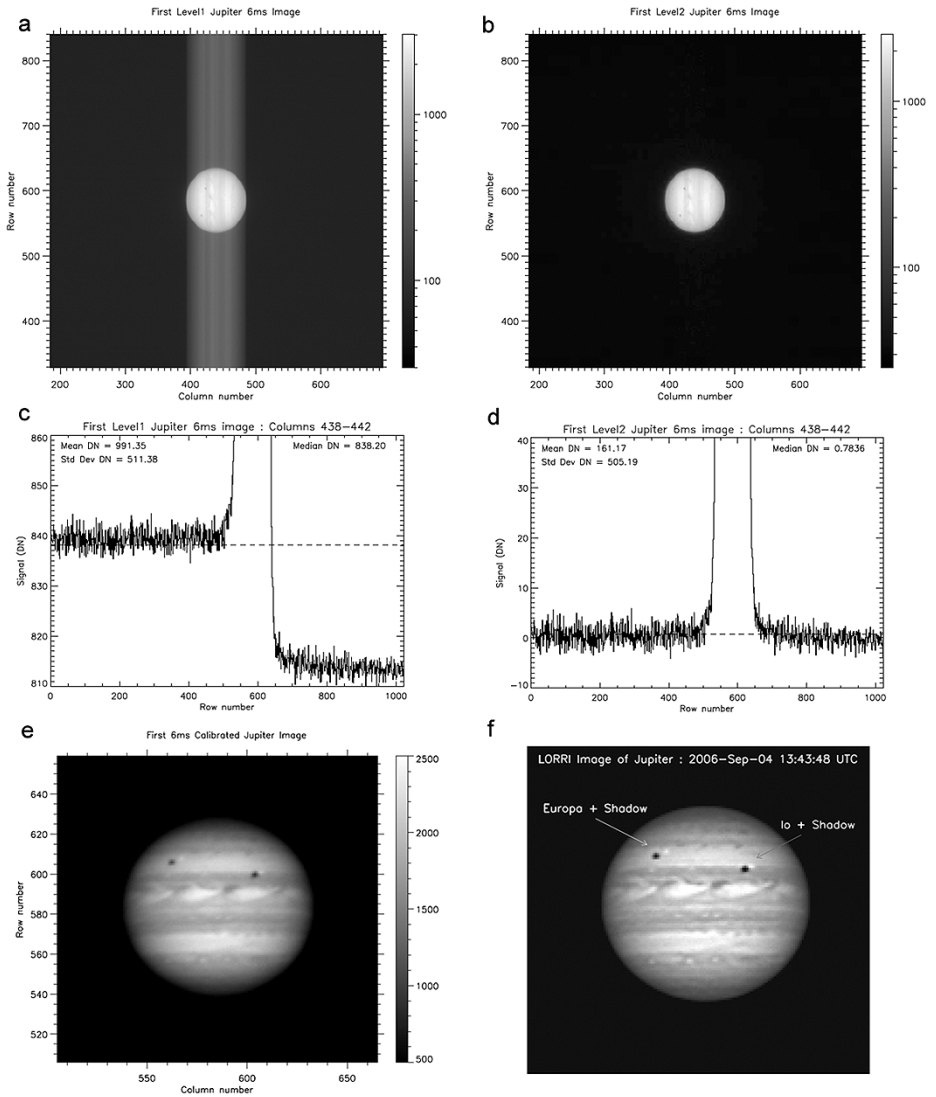 a
First Level1 Jupiter 6ms Image
800
700
600
500
400
Row number
200
300
400
500
600
Column number
1000
100
b
First Level2 Jupiter 6ms Image
800
700
600
500
400
Row number
200
300
400
500
600
Column number
1000
100
c
First Level1 Jupiter 6ms image : Columns 438-442
Mean DN = 991.35
Std Dev DN = 511.38
Median DN = 838.20
860
850
840
830
820
810
Signal (DN)
0
200
400
600
800
1000
Row number
d
First Level2 Jupiter 6ms image : Columns 438-442
Mean DN = 161.17
Std Dev DN = 505.19
Median DN = 0.7836
40
30
20
10
0
-10
Signal (DN)
0
200
400
600
800
1000
Row number
e
First 6ms Calibrated Jupiter Image
640
620
600
580
560
540
520
Row number
550
600
650
Column number
2500
2000
1500
1000
500
f
LORRI Image of Jupiter : 2006-Sep-04 13:43:48 UTC
Europa + Shadow
Io + Shadow